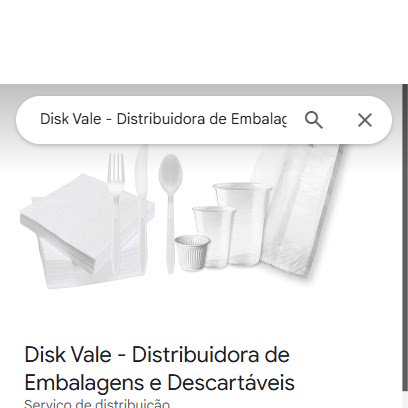 Disk Vale - Distribuidora de Embalag
Disk Vale - Distribuidora de
Embalagens e Descartáveis
Serviço de distribuição